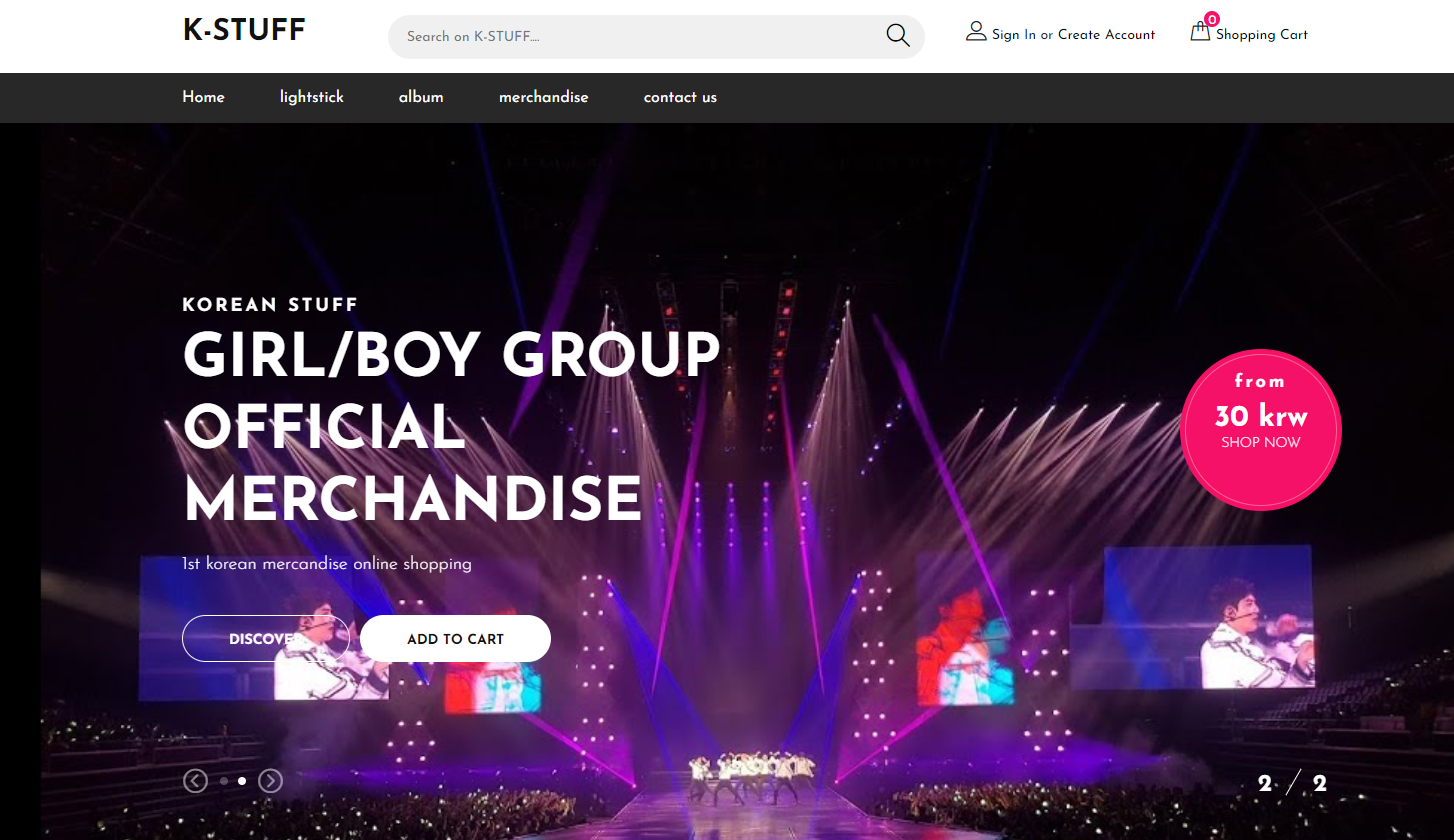 K-STUFF
Search on K-STUFF....
Sign In or Create Account
0
Shopping Cart
Home
lightstick
album
merchandise
contact us
KOREAN STUFF
GIRL/BOY GROUP
OFFICIAL
MERCHANDISE
1st korean mercandise online shopping
DISCOVER
ADD TO CART
from
30 krw
SHOP NOW
2 / 2